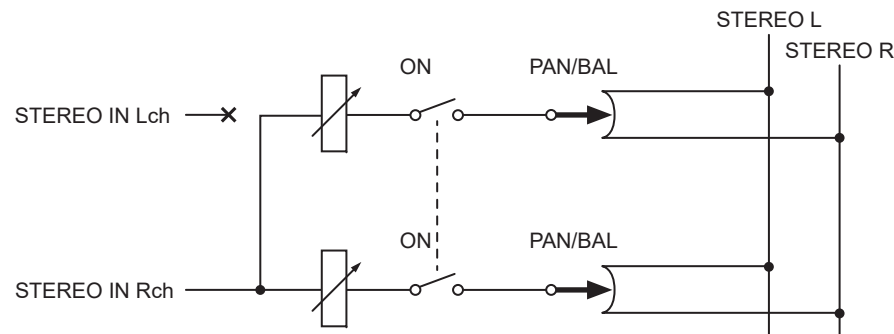 STEREO L
STEREO R
ON
PAN/BAL
STEREO IN Lch
ON
PAN/BAL
STEREO IN Rch